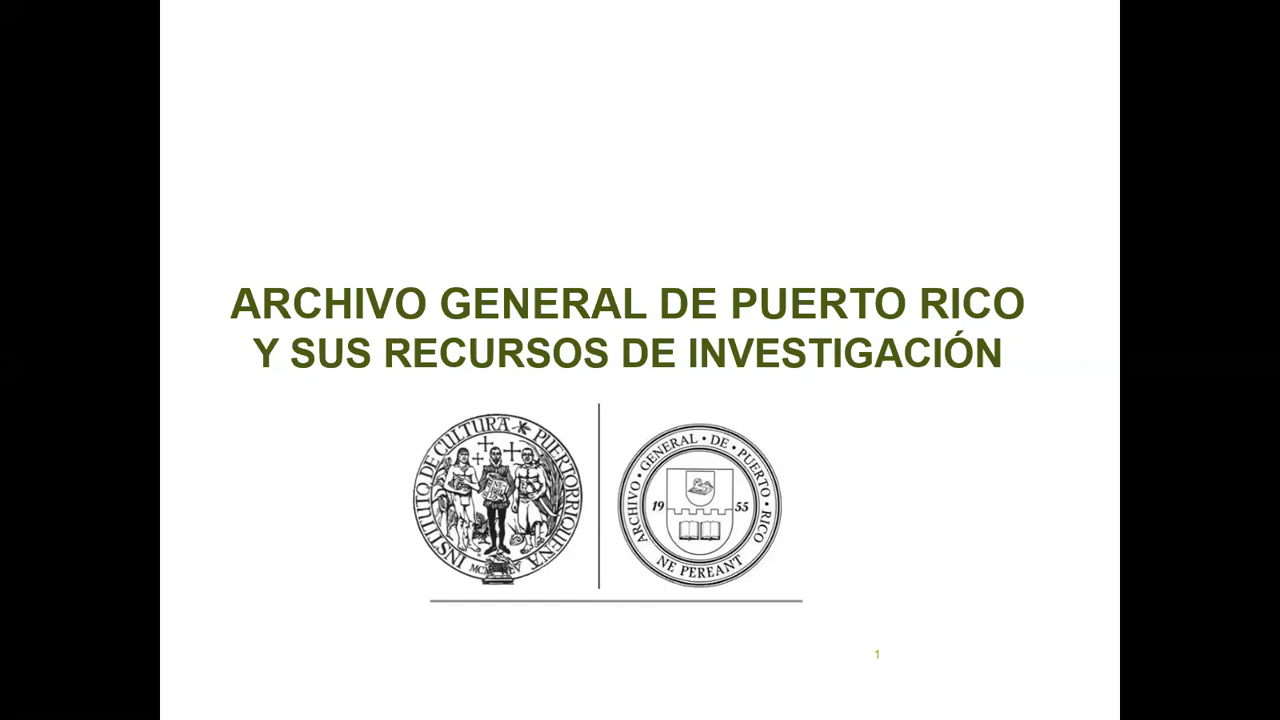 ARCHIVO GENERAL DE PUERTO RICO
Y SUS RECURSOS DE INVESTIGACIÓN
INSTITUTO DE CULTURA PUERTORRIQUEÑA
ARCHIVO • GENERAL • DE • PUERTO • RICO
19 55
NE PEREANT
1